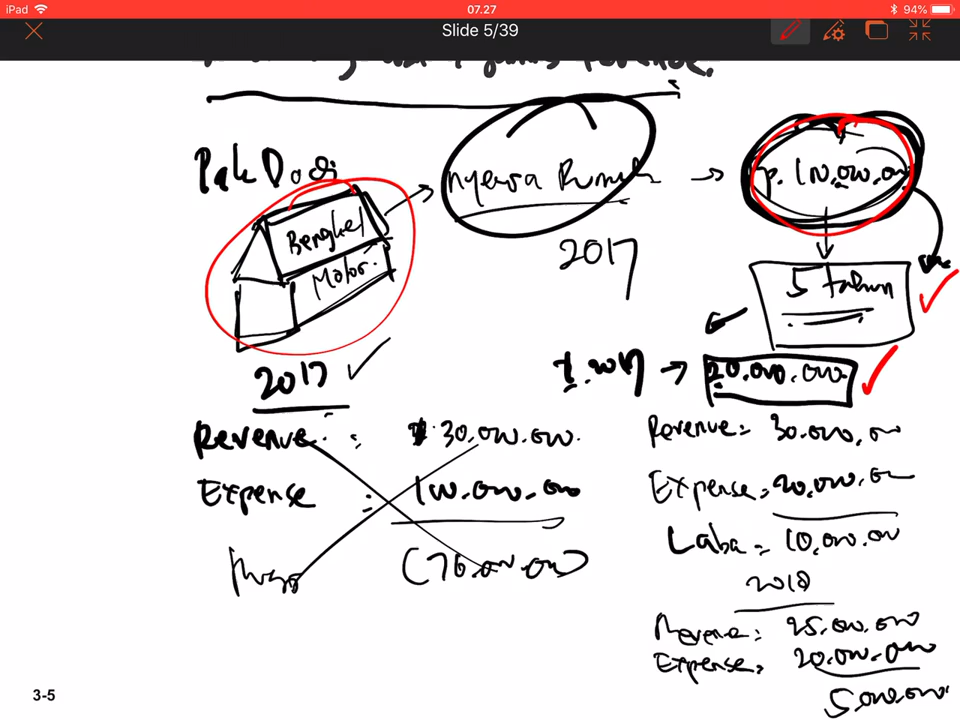 iPad 07.27 94%
Slide 5/39
Pak Dodi nyewa Rumah → Rp. 100.000.000
Bengkel
Motor.
2017
5 tahun
2017
t. 2017 → 20.000.000
Revenue : 30.000.000.
Expense : 100.000.000
(70.000.000)
Revenue = 30.000.000
Expense = 20.000.000
Laba = 10.000.000
2018
Revenue = 25.000.000
Expense = 20.000.000
5.000.000
3-5